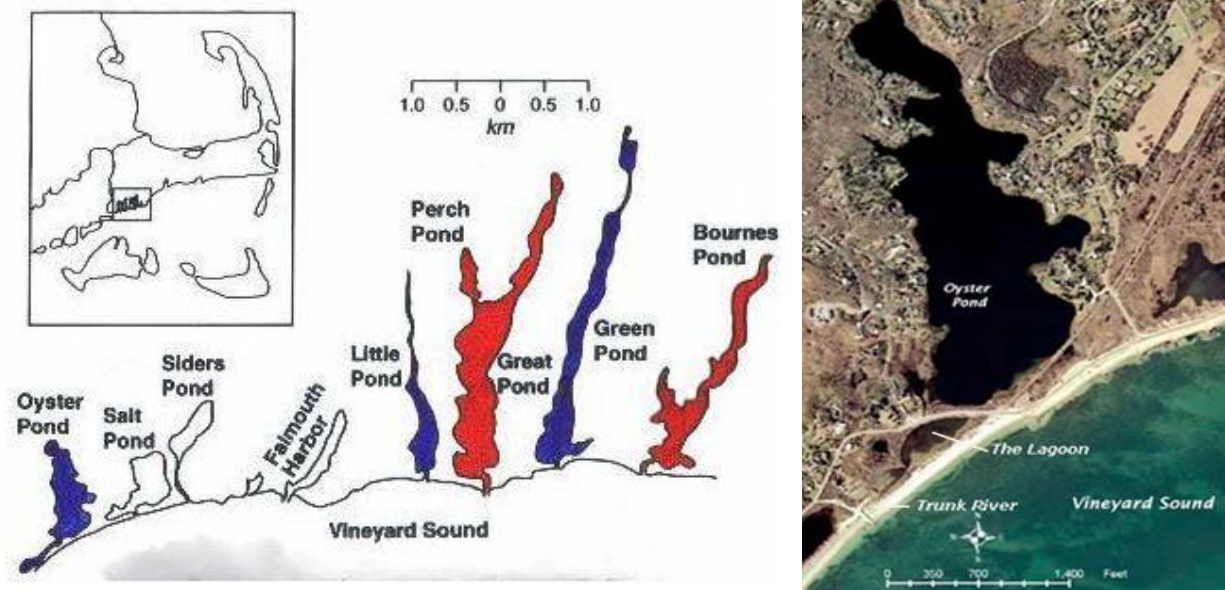 1.0 0.5 0 0.5 1.0
km
Perch
Pond
Bournes
Pond
Siders
Pond
Little
Pond
Great
Pond
Green
Pond
Oyster
Pond
Salt
Pond
Falmouth
Harbor
Vineyard Sound
Oyster
Pond
The Lagoon
Trunk River
Vineyard Sound
N
0 350 700 1,400 Feet